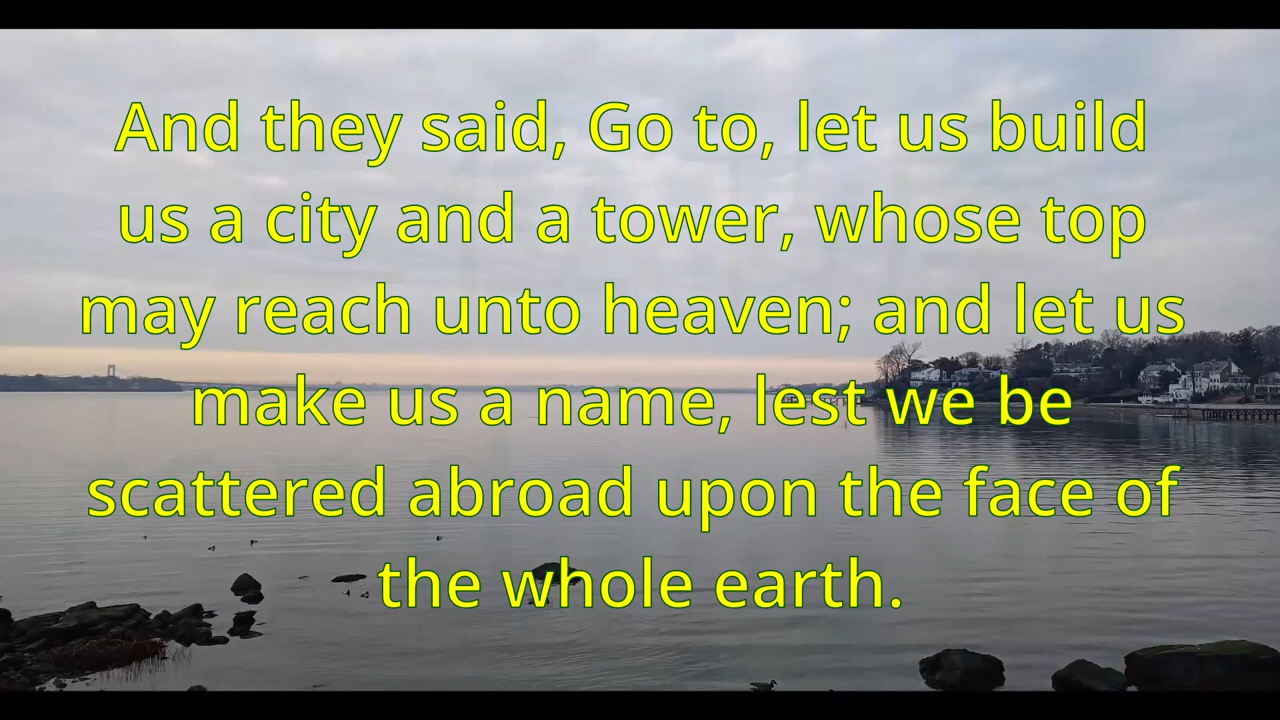 And they said, Go to, let us build
us a city and a tower, whose top
may reach unto heaven; and let us
make us a name, lest we be
scattered abroad upon the face of
the whole earth.